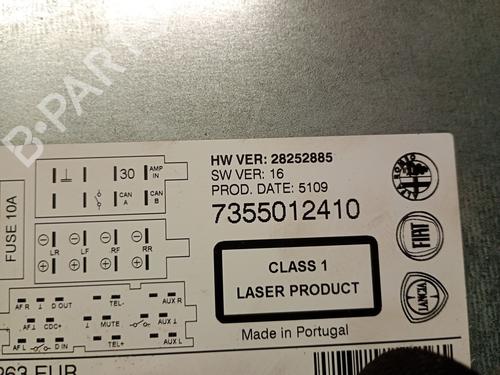 HW VER: 28252885
SW VER: 16
PROD. DATE: 5109
7355012410
CLASS 1
LASER PRODUCT
Made in Portugal
FUSE 10A
30 AMP IN
CAN A CAN B
LR LF RF RR
AF R D OUT TEL- AUX R
AF CDC+ MUTE AUX
AF L D IN TEL+ AUX L
ALFA ROMEO
FIAT
LANCIA
B-PARTS